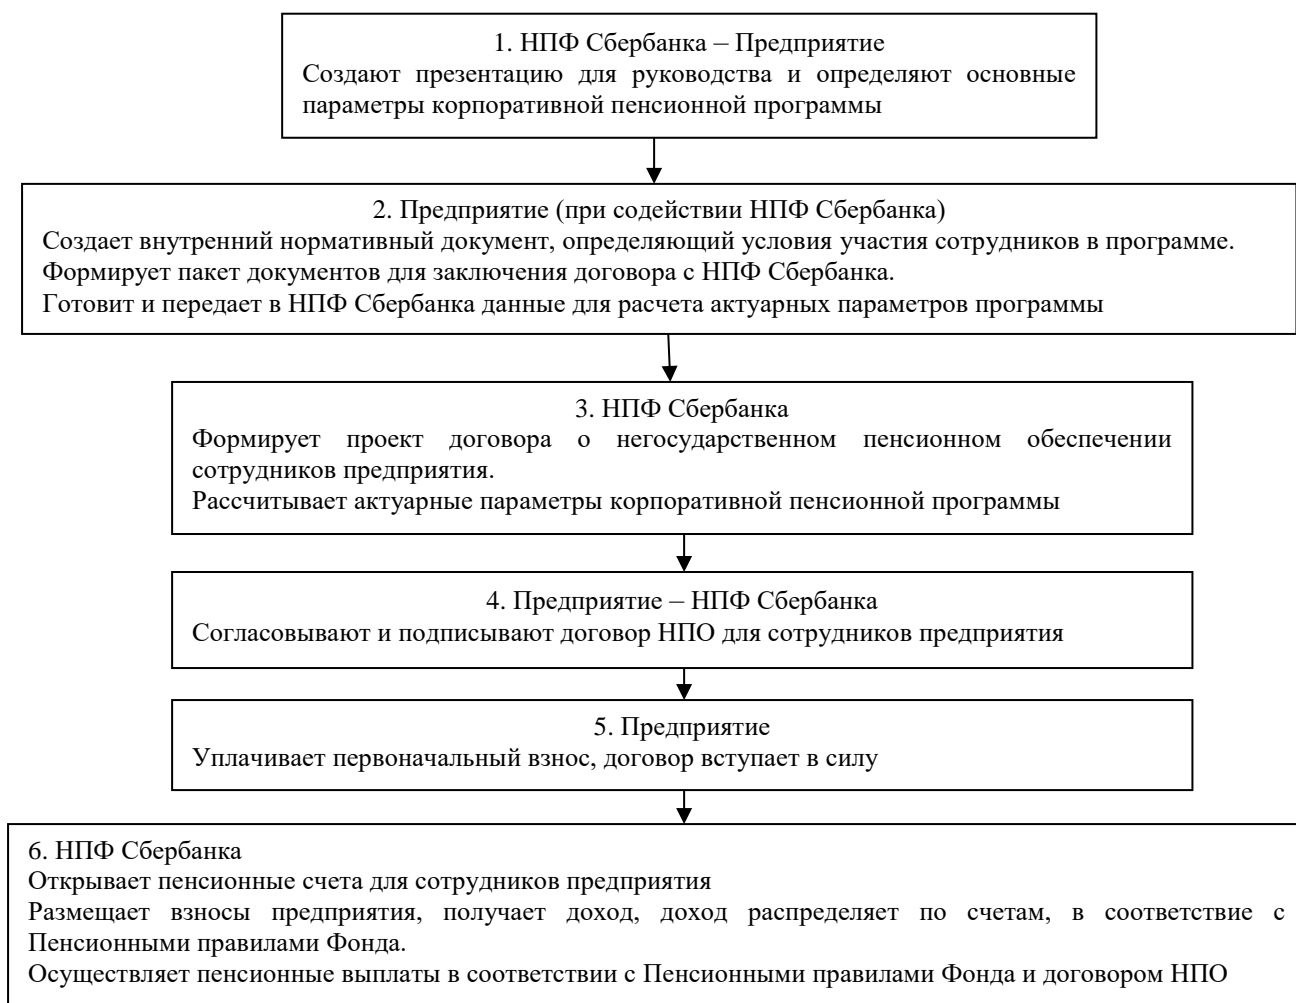 1. НПФ Сбербанка – Предприятие
Создают презентацию для руководства и определяют основные
параметры корпоративной пенсионной программы
2. Предприятие (при содействии НПФ Сбербанка)
Создает внутренний нормативный документ, определяющий условия участия сотрудников в программе.
Формирует пакет документов для заключения договора с НПФ Сбербанка.
Готовит и передает в НПФ Сбербанка данные для расчета актуарных параметров программы
3. НПФ Сбербанка
Формирует проект договора о негосударственном пенсионном обеспечении
сотрудников предприятия.
Рассчитывает актуарные параметры корпоративной пенсионной программы
4. Предприятие – НПФ Сбербанка
Согласовывают и подписывают договор НПО для сотрудников предприятия
5. Предприятие
Уплачивает первоначальный взнос, договор вступает в силу
6. НПФ Сбербанка
Открывает пенсионные счета для сотрудников предприятия
Размещает взносы предприятия, получает доход, доход распределяет по счетам, в соответствие с
Пенсионными правилами Фонда.
Осуществляет пенсионные выплаты в соответствии с Пенсионными правилами Фонда и договором НПО